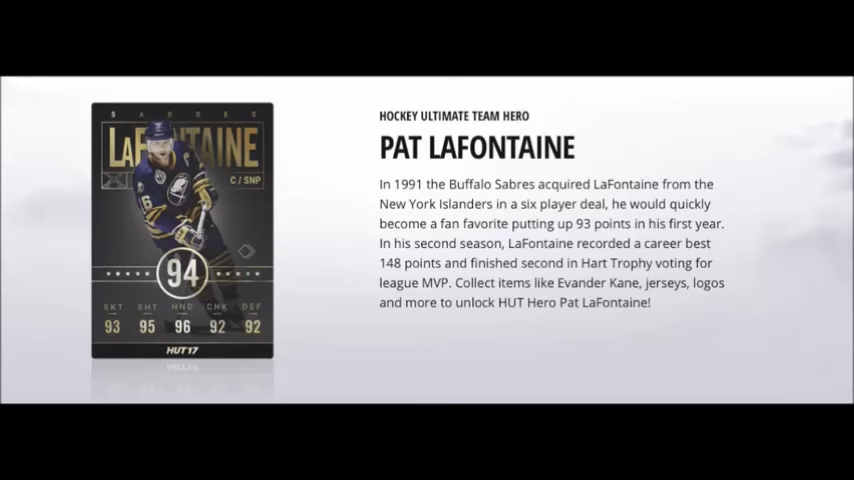 SABRES
LAFONTAINE
C / SNP
16
94
SKT SHT HND CHK DEF
93 95 96 92 92
HUT17
HOCKEY ULTIMATE TEAM HERO
PAT LAFONTAINE
In 1991 the Buffalo Sabres acquired LaFontaine from the
New York Islanders in a six player deal, he would quickly
become a fan favorite putting up 93 points in his first year.
In his second season, LaFontaine recorded a career best
148 points and finished second in Hart Trophy voting for
league MVP. Collect items like Evander Kane, jerseys, logos
and more to unlock HUT Hero Pat LaFontaine!